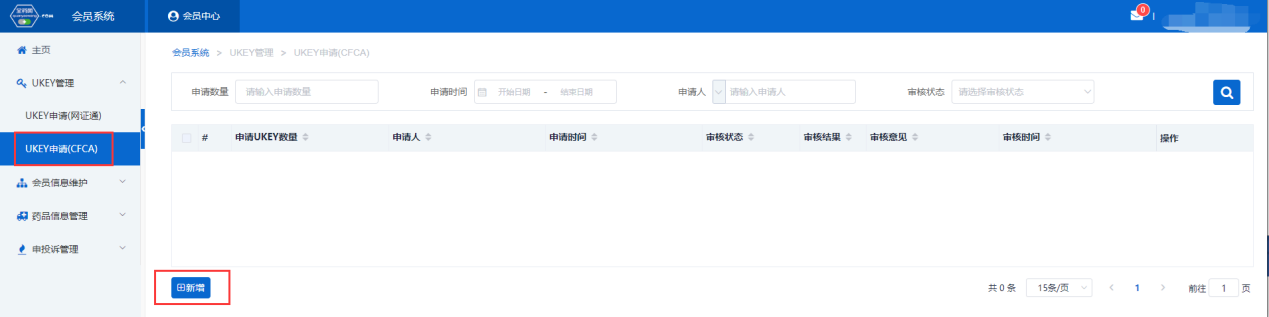 会员系统 会员中心 0
主页
会员系统 > UKEY管理 > UKEY申请(CFCA)
UKEY管理
申请数量 请输入申请数量 申请时间 开始日期 - 结束日期 申请人 请输入申请人 审核状态 请选择审核状态
UKEY申请(网证通)
# 申请UKEY数量 申请人 申请时间 审核状态 审核结果 审核意见 审核时间 操作
UKEY申请(CFCA)
会员信息维护
药品信息管理
申投诉管理
新增 共 0 条 15条/页 < 1 > 前往 1 页